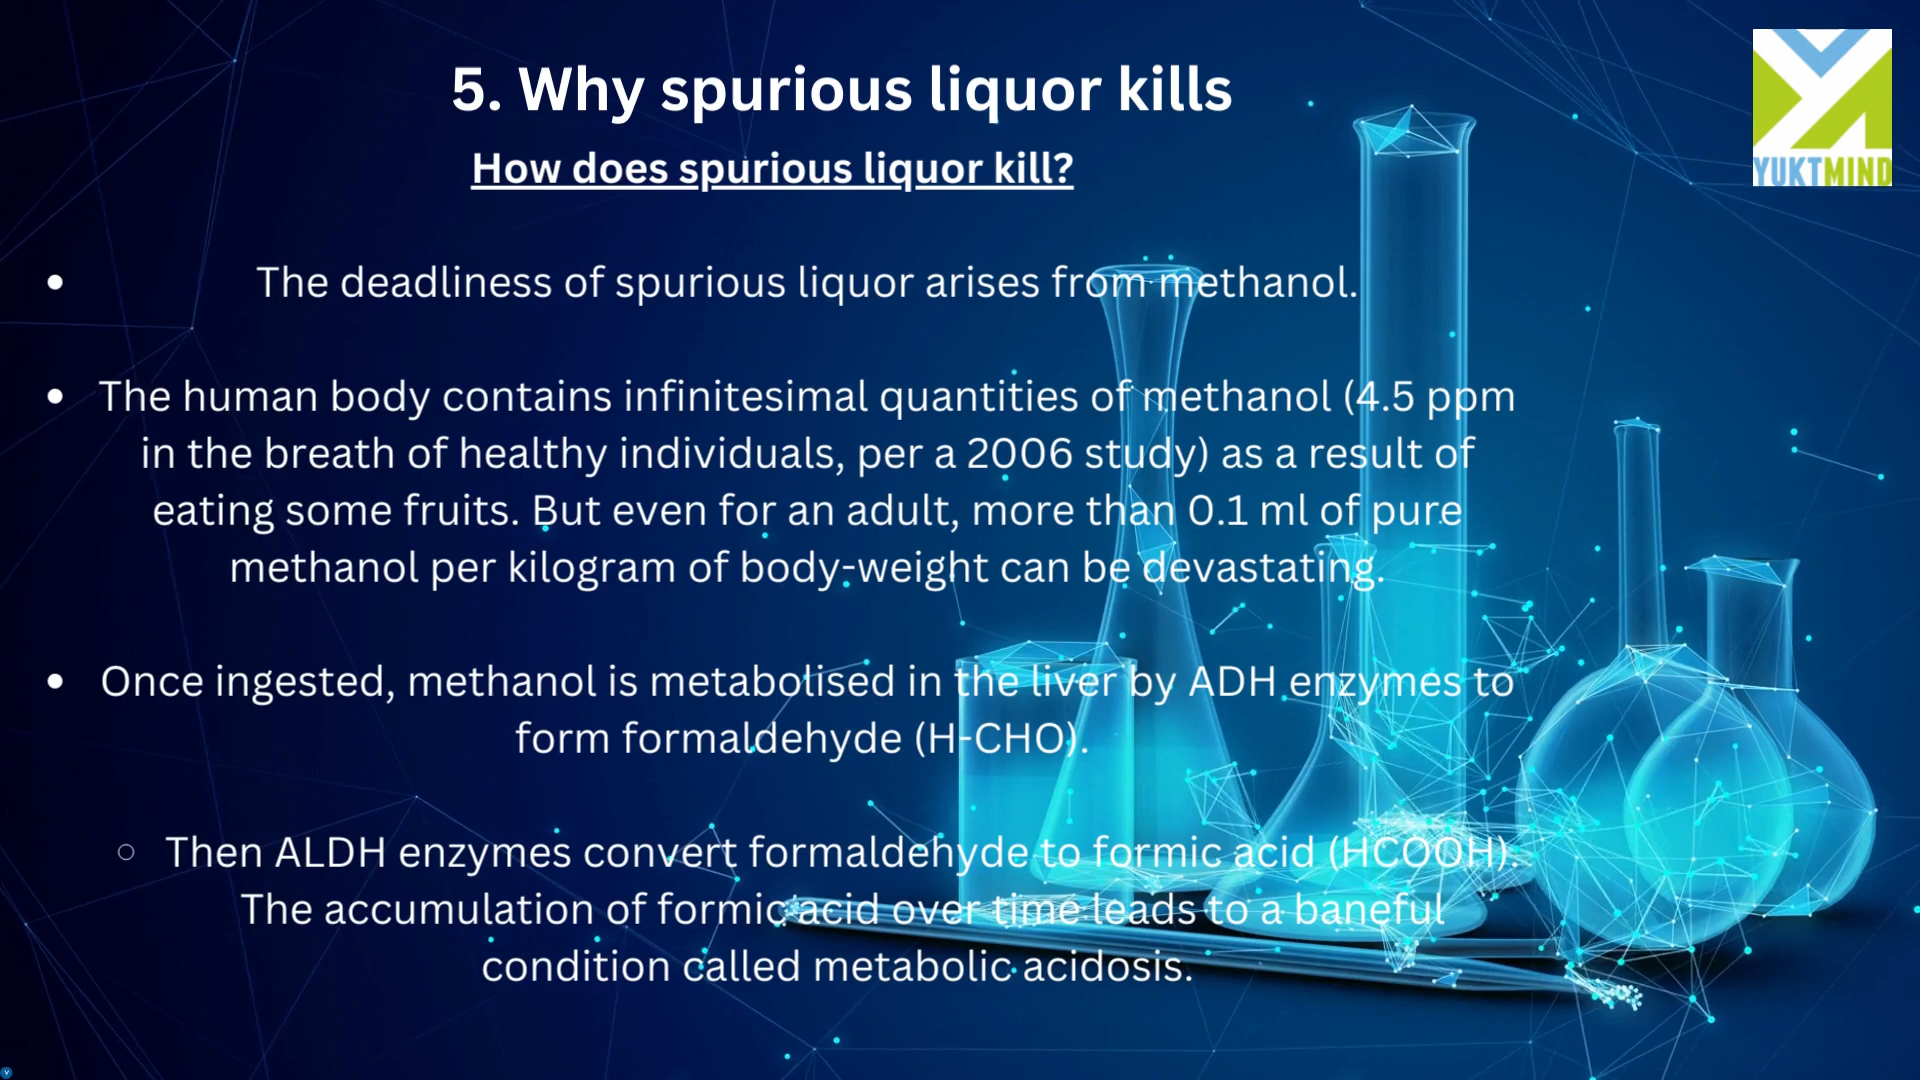 5. Why spurious liquor kills
How does spurious liquor kill?
YUKTMIND
The deadliness of spurious liquor arises from methanol.
The human body contains infinitesimal quantities of methanol (4.5 ppm
in the breath of healthy individuals, per a 2006 study) as a result of
eating some fruits. But even for an adult, more than 0.1 ml of pure
methanol per kilogram of body-weight can be devastating.
Once ingested, methanol is metabolised in the liver by ADH enzymes to
form formaldehyde (H-CHO).
Then ALDH enzymes convert formaldehyde to formic acid (HCOOH).
The accumulation of formic acid over time leads to a baneful
condition called metabolic acidosis.